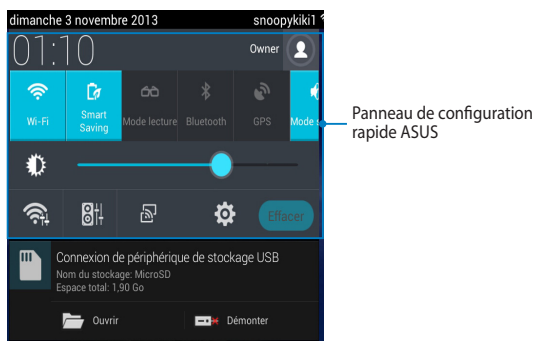 dimanche 3 novembre 2013 snoopykiki1
01:10 Owner
Wi-Fi Smart Saving Mode lecture Bluetooth GPS Mode
Panneau de configuration
rapide ASUS
Effacer
Connexion de périphérique de stockage USB
Nom du stockage: MicroSD
Espace total: 1,90 Go
Ouvrir Démonter